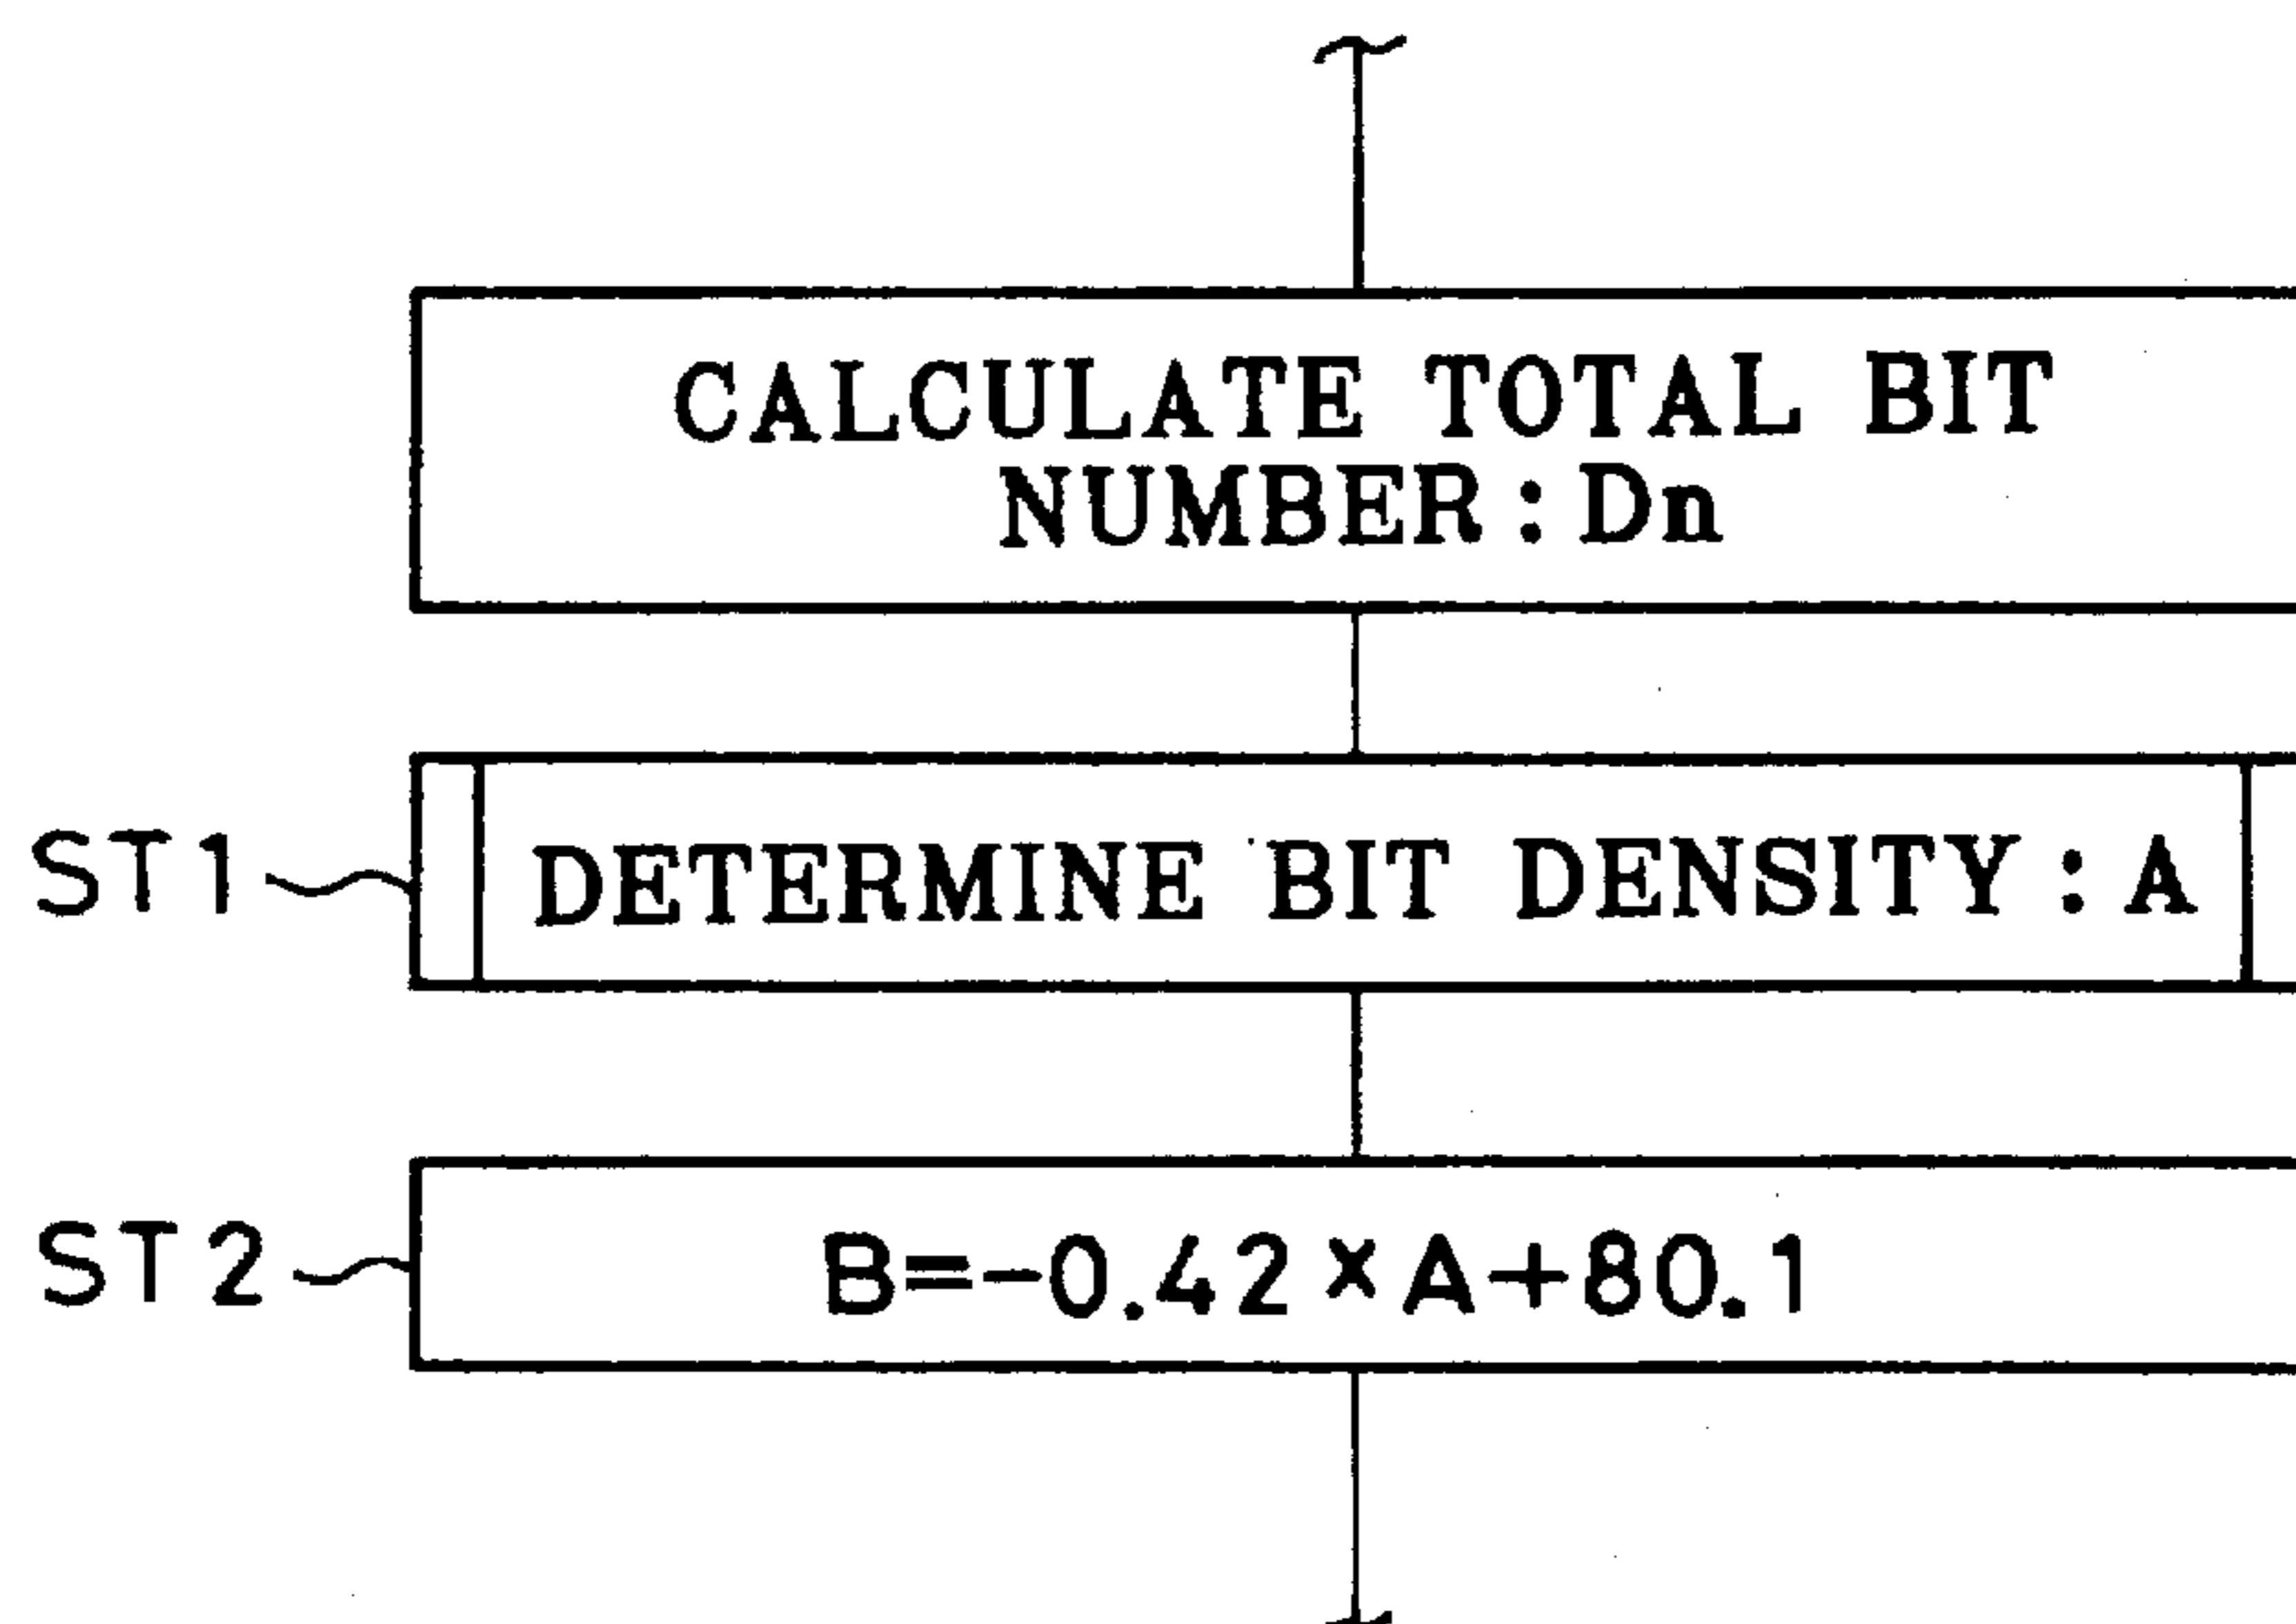 CALCULATE TOTAL BIT
NUMBER:Dn
ST1 DETERMINE BIT DENSITY:A
ST2 B=-0.42×A+80.1